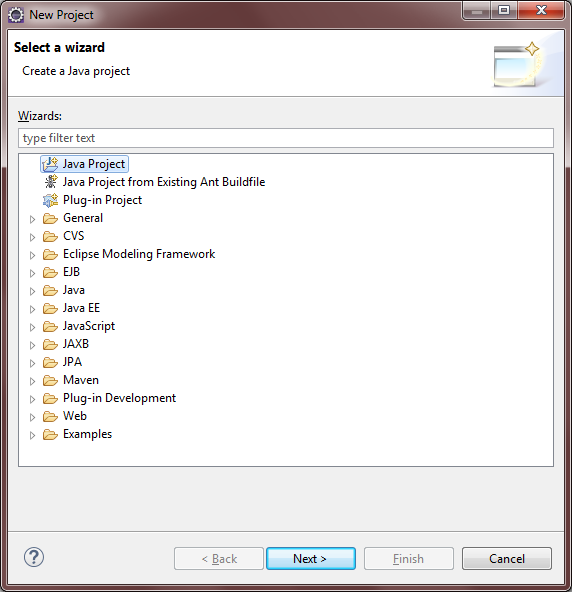 New Project
Select a wizard
Create a Java project
Wizards:
type filter text
Java Project
Java Project from Existing Ant Buildfile
Plug-in Project
General
CVS
Eclipse Modeling Framework
EJB
Java
Java EE
JavaScript
JAXB
JPA
Maven
Plug-in Development
Web
Examples
?
< Back Next > Finish Cancel